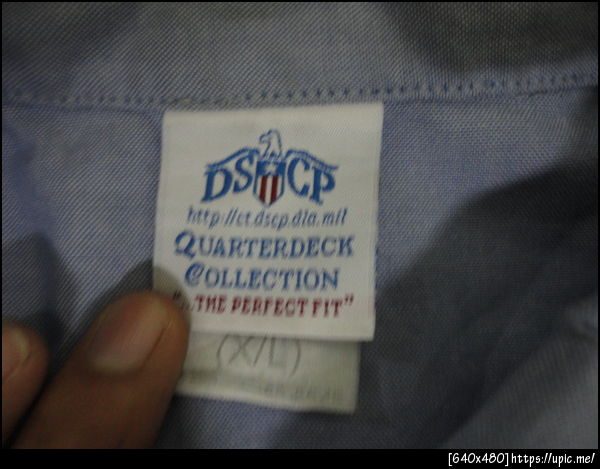 DSCP
http://ct.dscp.dla.mil
QUARTERDECK
COLLECTION
"...THE PERFECT FIT"
(X/L)
[640x480]https://upic.me/